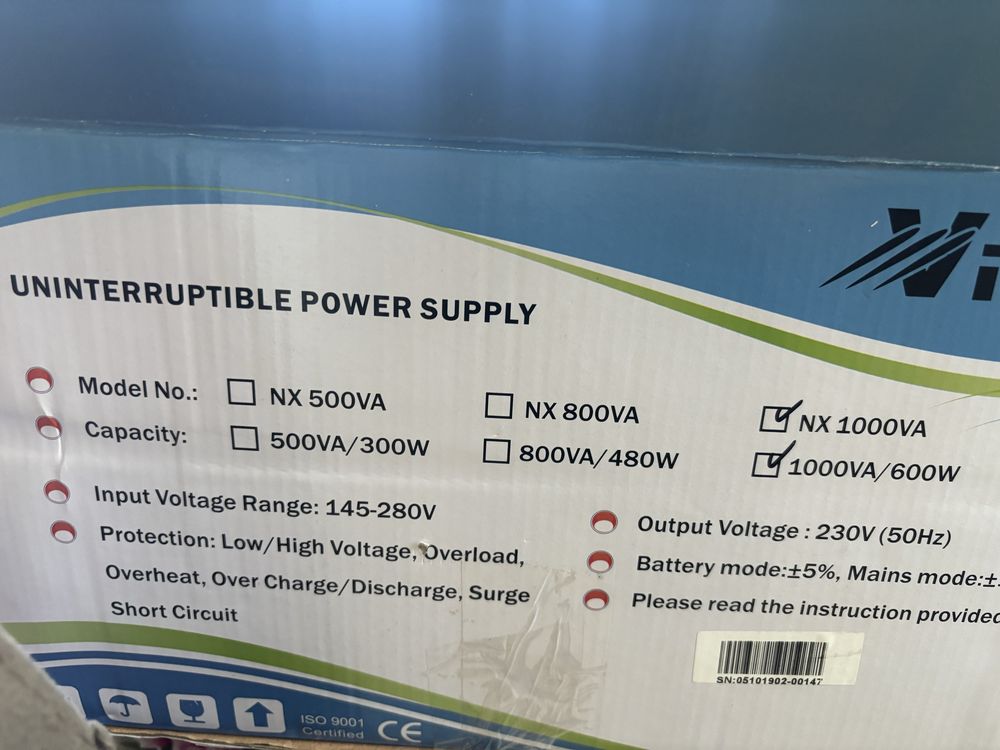 Vi
UNINTERRUPTIBLE POWER SUPPLY
Model No.: NX 500VA NX 800VA NX 1000VA
Capacity: 500VA/300W 800VA/480W 1000VA/600W
Input Voltage Range: 145-280V
Protection: Low/High Voltage, Overload,
Overheat, Over Charge/Discharge, Surge
Short Circuit
Output Voltage : 230V (50Hz)
Battery mode:±5%, Mains mode:±
Please read the instruction provided
SN:05101902-00147
ISO 9001
Certified
CE